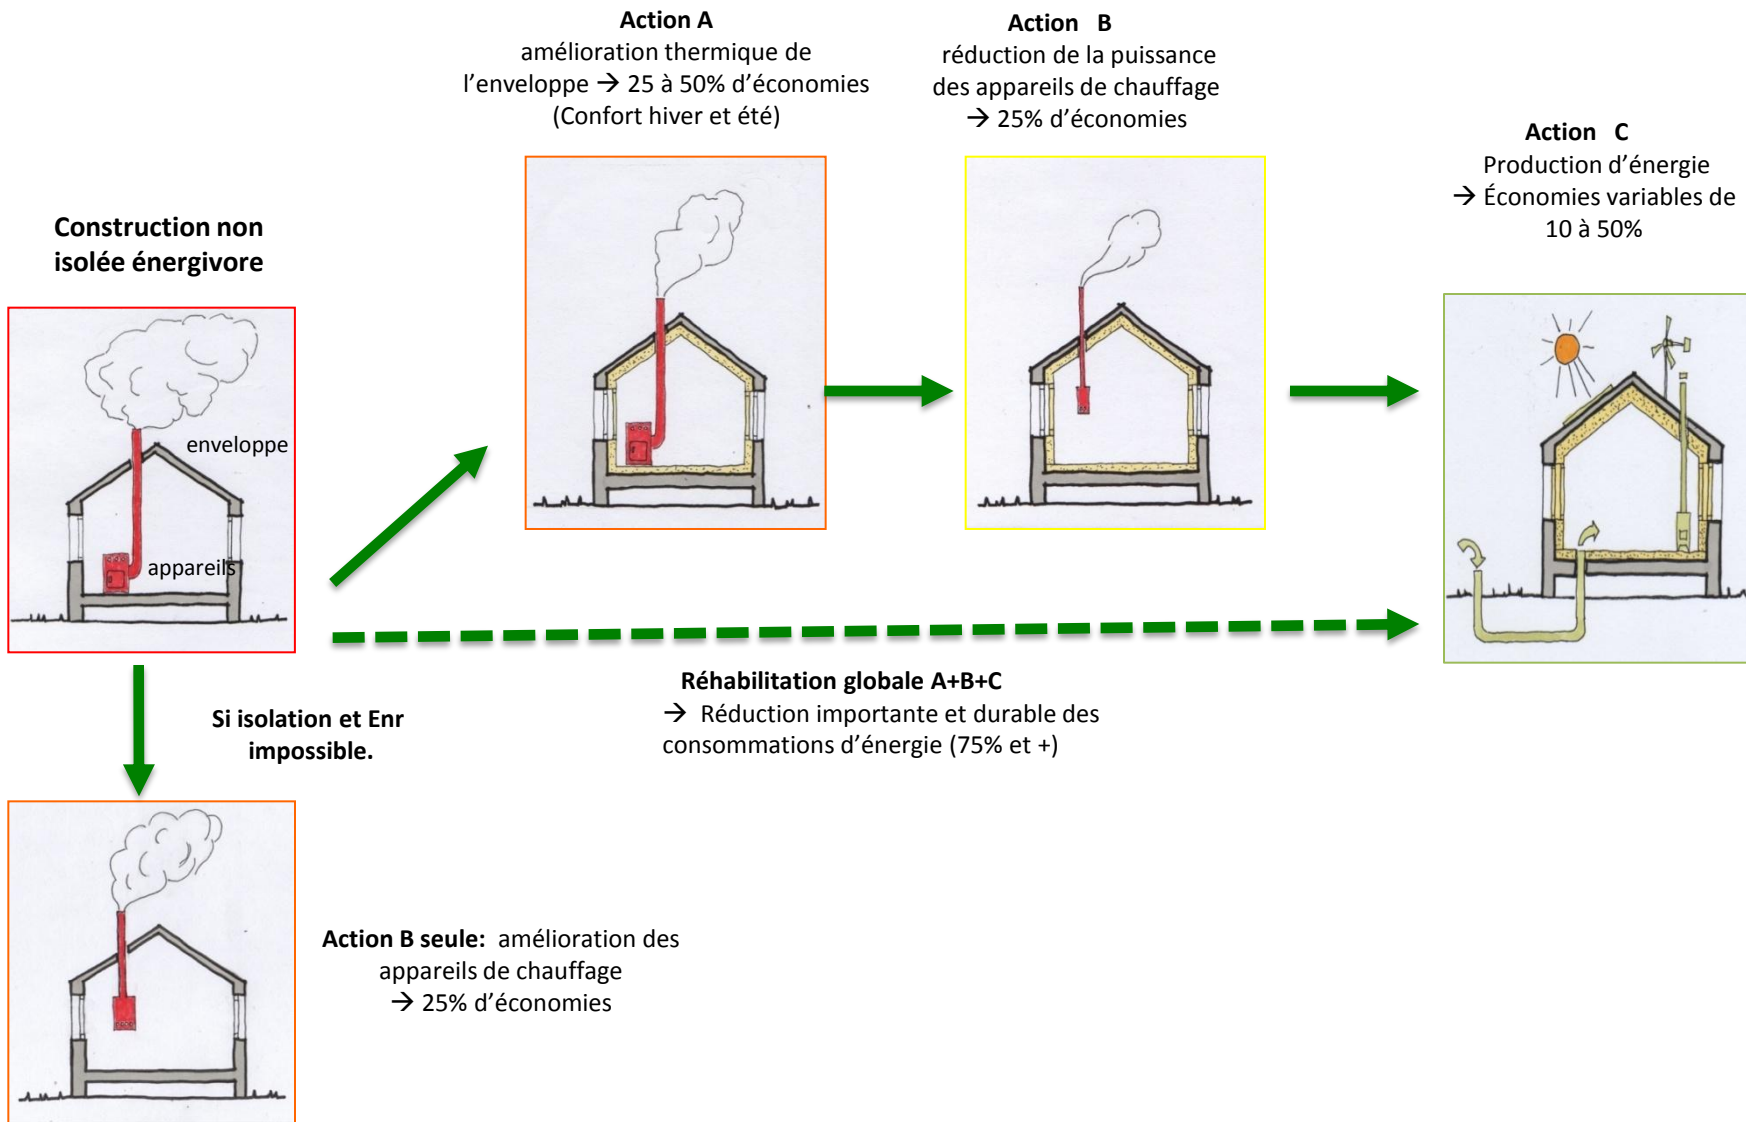 Action A
amélioration thermique de
l’enveloppe → 25 à 50% d’économies
(Confort hiver et été)
Action B
réduction de la puissance
des appareils de chauffage
→ 25% d’économies
Action C
Production d’énergie
→ Économies variables de
10 à 50%
Construction non
isolée énergivore
enveloppe
appareils
Réhabilitation globale A+B+C
→ Réduction importante et durable des
consommations d’énergie (75% et +)
Si isolation et Enr
impossible.
Action B seule: amélioration des
appareils de chauffage
→ 25% d’économies